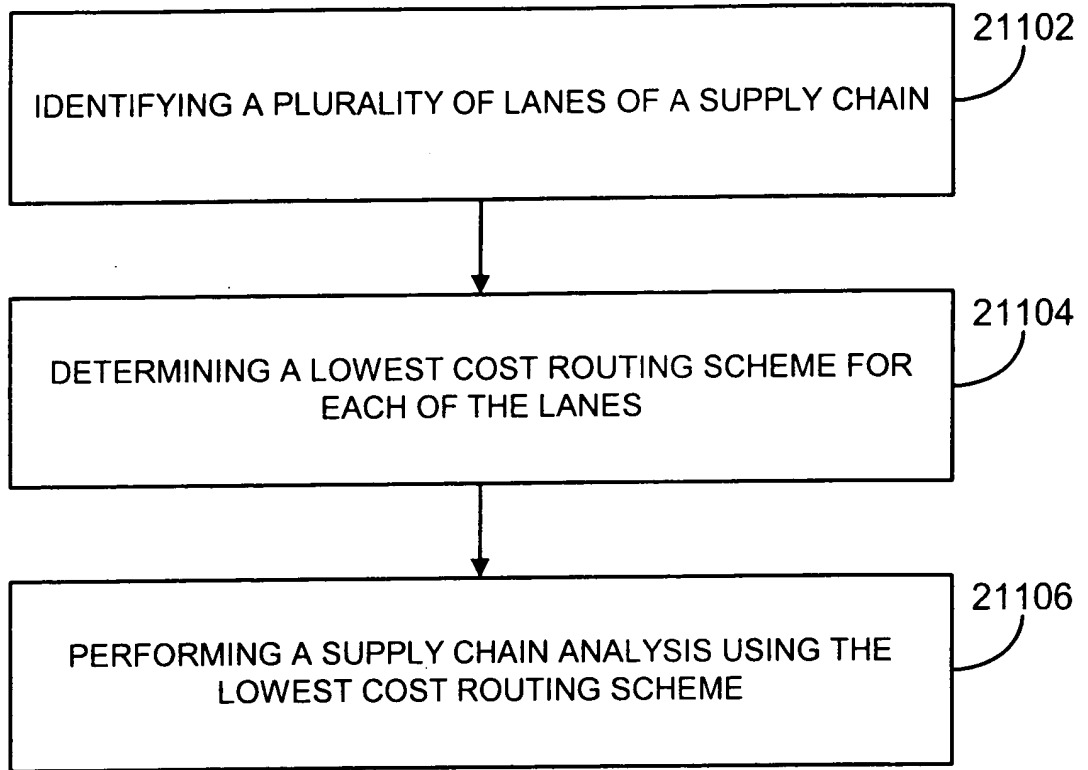 21102
IDENTIFYING A PLURALITY OF LANES OF A SUPPLY CHAIN
21104
DETERMINING A LOWEST COST ROUTING SCHEME FOR
EACH OF THE LANES
21106
PERFORMING A SUPPLY CHAIN ANALYSIS USING THE
LOWEST COST ROUTING SCHEME